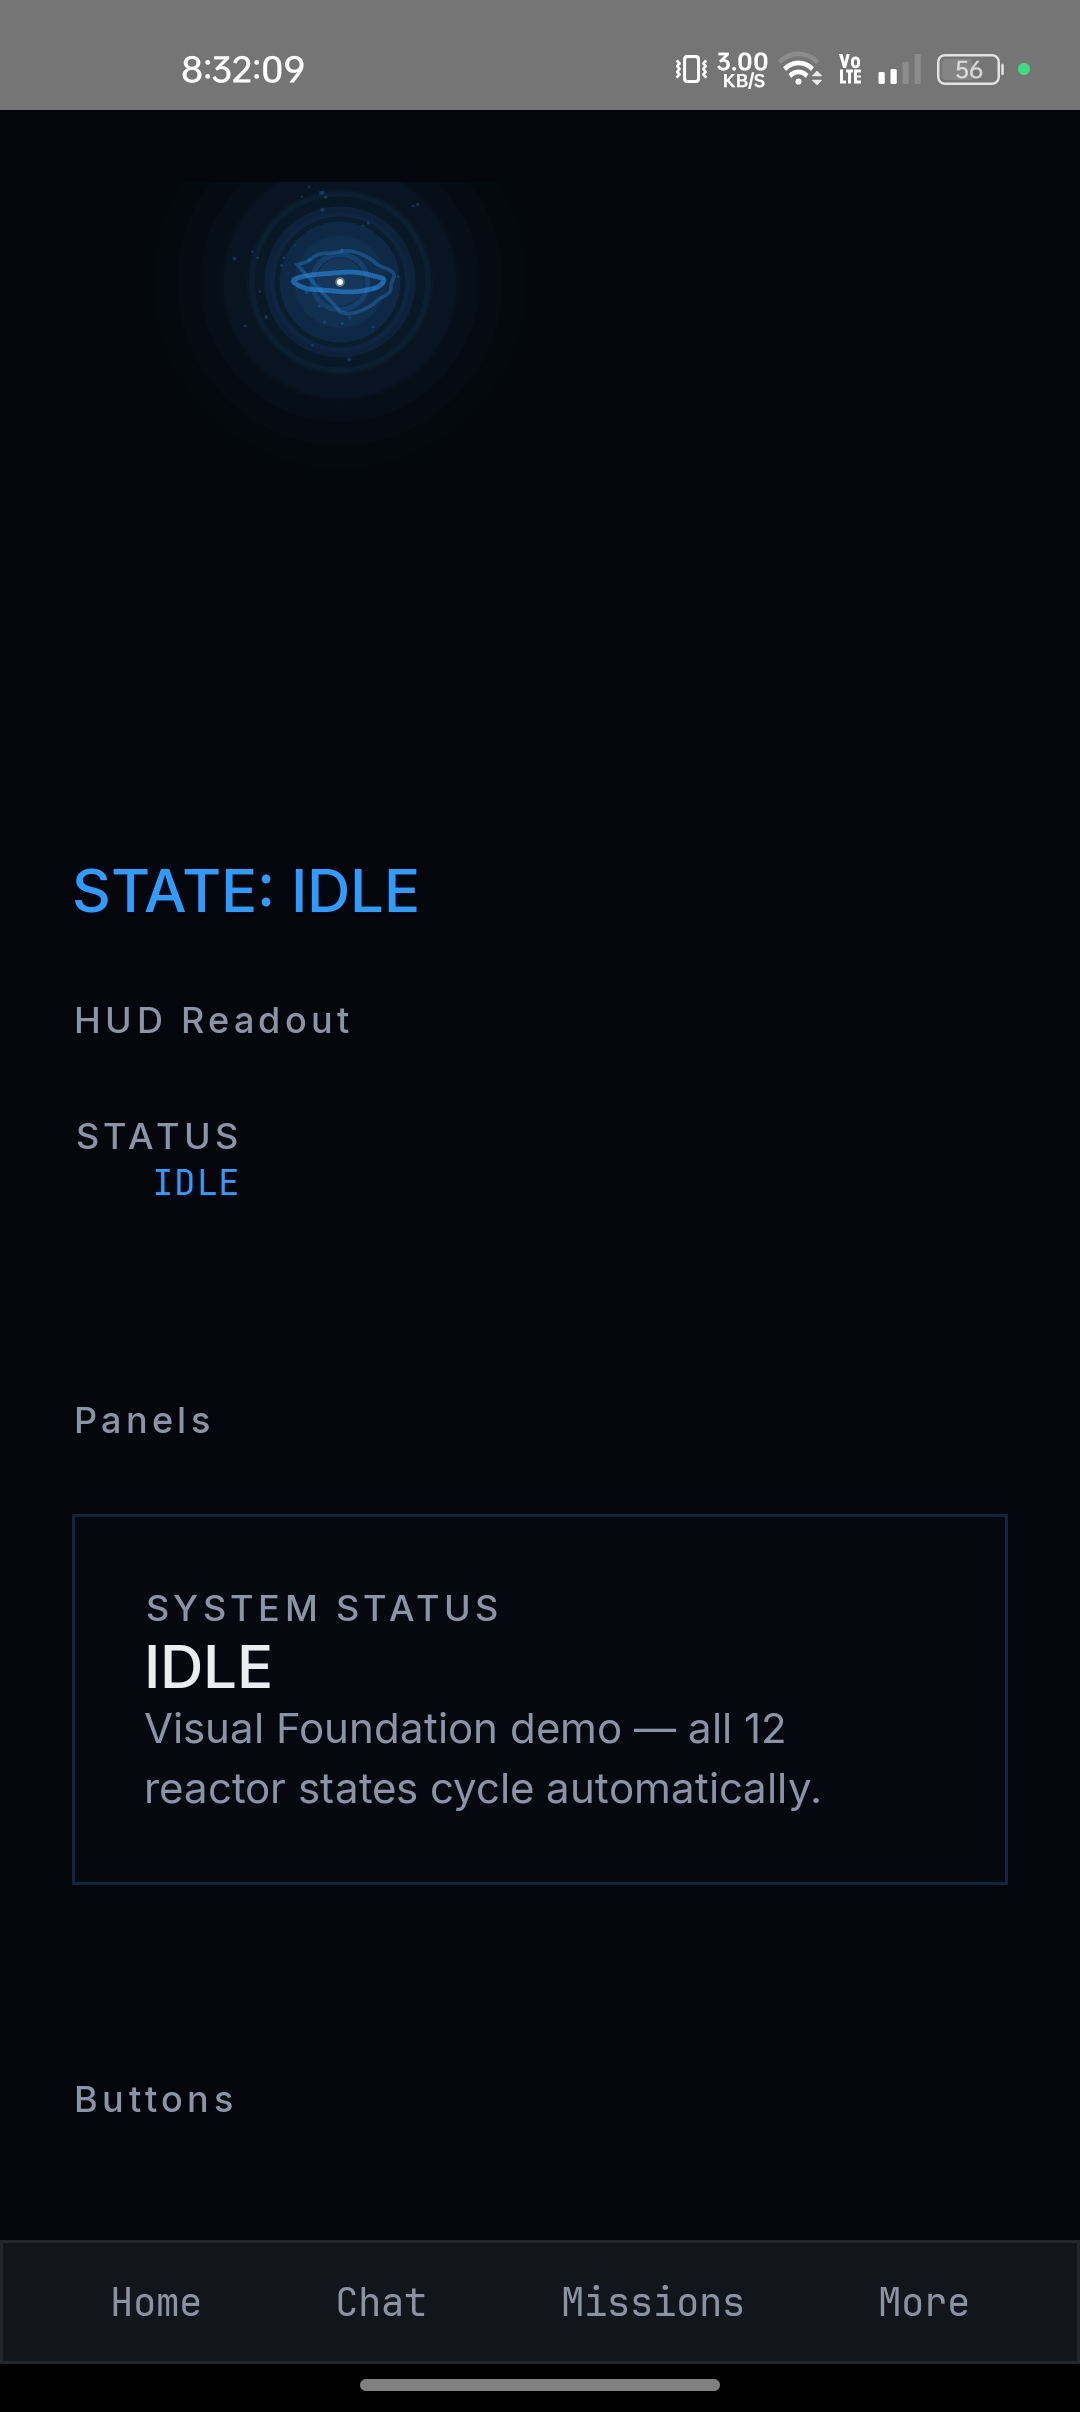 8:32:09
3.00
KB/S
Vo
LTE
56
STATE: IDLE
HUD Readout
STATUS
IDLE
Panels
SYSTEM STATUS
IDLE
Visual Foundation demo — all 12
reactor states cycle automatically.
Buttons
Home Chat Missions More